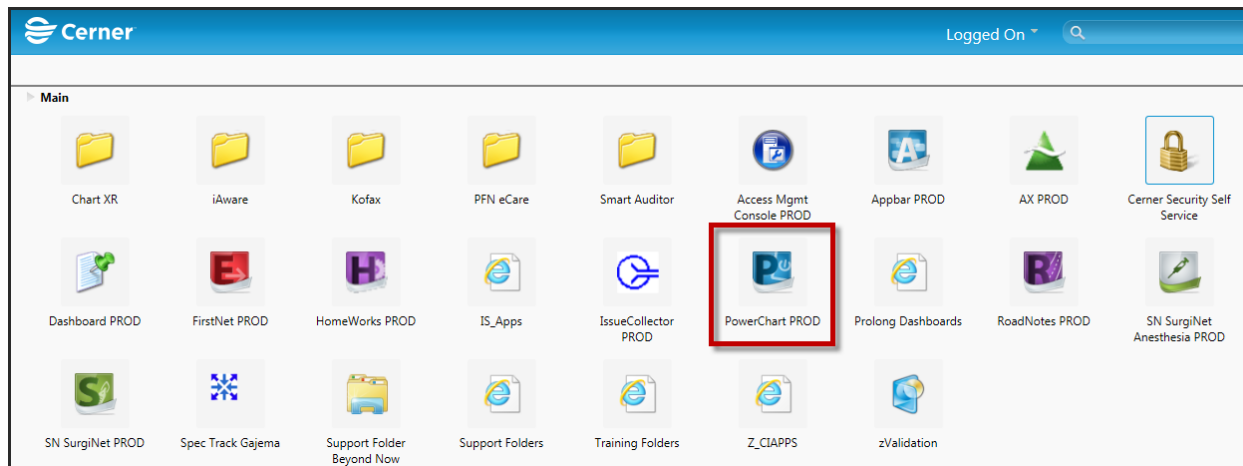 Cerner
Logged On
Main
Chart XR
iAware
Kofax
PFN eCare
Smart Auditor
Access Mgmt
Console PROD
Appbar PROD
AX PROD
Cerner Security Self
Service
Dashboard PROD
FirstNet PROD
HomeWorks PROD
IS_Apps
IssueCollector
PROD
PowerChart PROD
Prolong Dashboards
RoadNotes PROD
SN SurgiNet
Anesthesia PROD
SN SurgiNet PROD
Spec Track Gajema
Support Folder
Beyond Now
Support Folders
Training Folders
Z_CIAPPS
zValidation